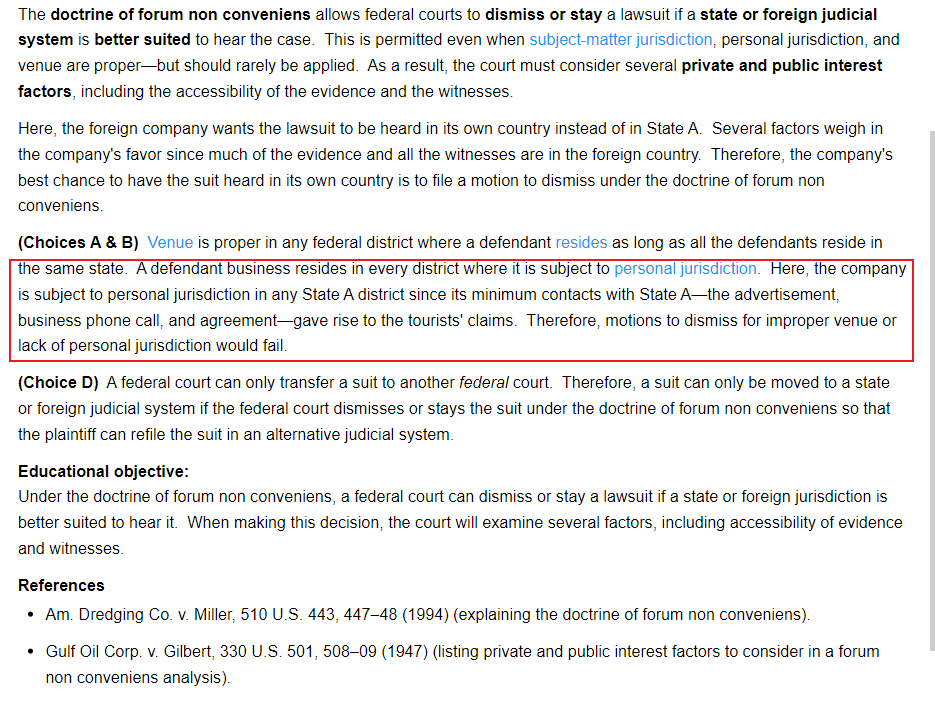 The doctrine of forum non conveniens allows federal courts to dismiss or stay a lawsuit if a state or foreign judicial
system is better suited to hear the case. This is permitted even when subject-matter jurisdiction, personal jurisdiction, and
venue are proper—but should rarely be applied. As a result, the court must consider several private and public interest
factors, including the accessibility of the evidence and the witnesses.
Here, the foreign company wants the lawsuit to be heard in its own country instead of in State A. Several factors weigh in
the company's favor since much of the evidence and all the witnesses are in the foreign country. Therefore, the company's
best chance to have the suit heard in its own country is to file a motion to dismiss under the doctrine of forum non
conveniens.
(Choices A & B) Venue is proper in any federal district where a defendant resides as long as all the defendants reside in
the same state. A defendant business resides in every district where it is subject to personal jurisdiction. Here, the company
is subject to personal jurisdiction in any State A district since its minimum contacts with State A—the advertisement,
business phone call, and agreement—gave rise to the tourists' claims. Therefore, motions to dismiss for improper venue or
lack of personal jurisdiction would fail.
(Choice D) A federal court can only transfer a suit to another federal court. Therefore, a suit can only be moved to a state
or foreign judicial system if the federal court dismisses or stays the suit under the doctrine of forum non conveniens so that
the plaintiff can refile the suit in an alternative judicial system.
Educational objective:
Under the doctrine of forum non conveniens, a federal court can dismiss or stay a lawsuit if a state or foreign jurisdiction is
better suited to hear it. When making this decision, the court will examine several factors, including accessibility of evidence
and witnesses.
References
• Am. Dredging Co. v. Miller, 510 U.S. 443, 447–48 (1994) (explaining the doctrine of forum non conveniens).
• Gulf Oil Corp. v. Gilbert, 330 U.S. 501, 508–09 (1947) (listing private and public interest factors to consider in a forum
non conveniens analysis).